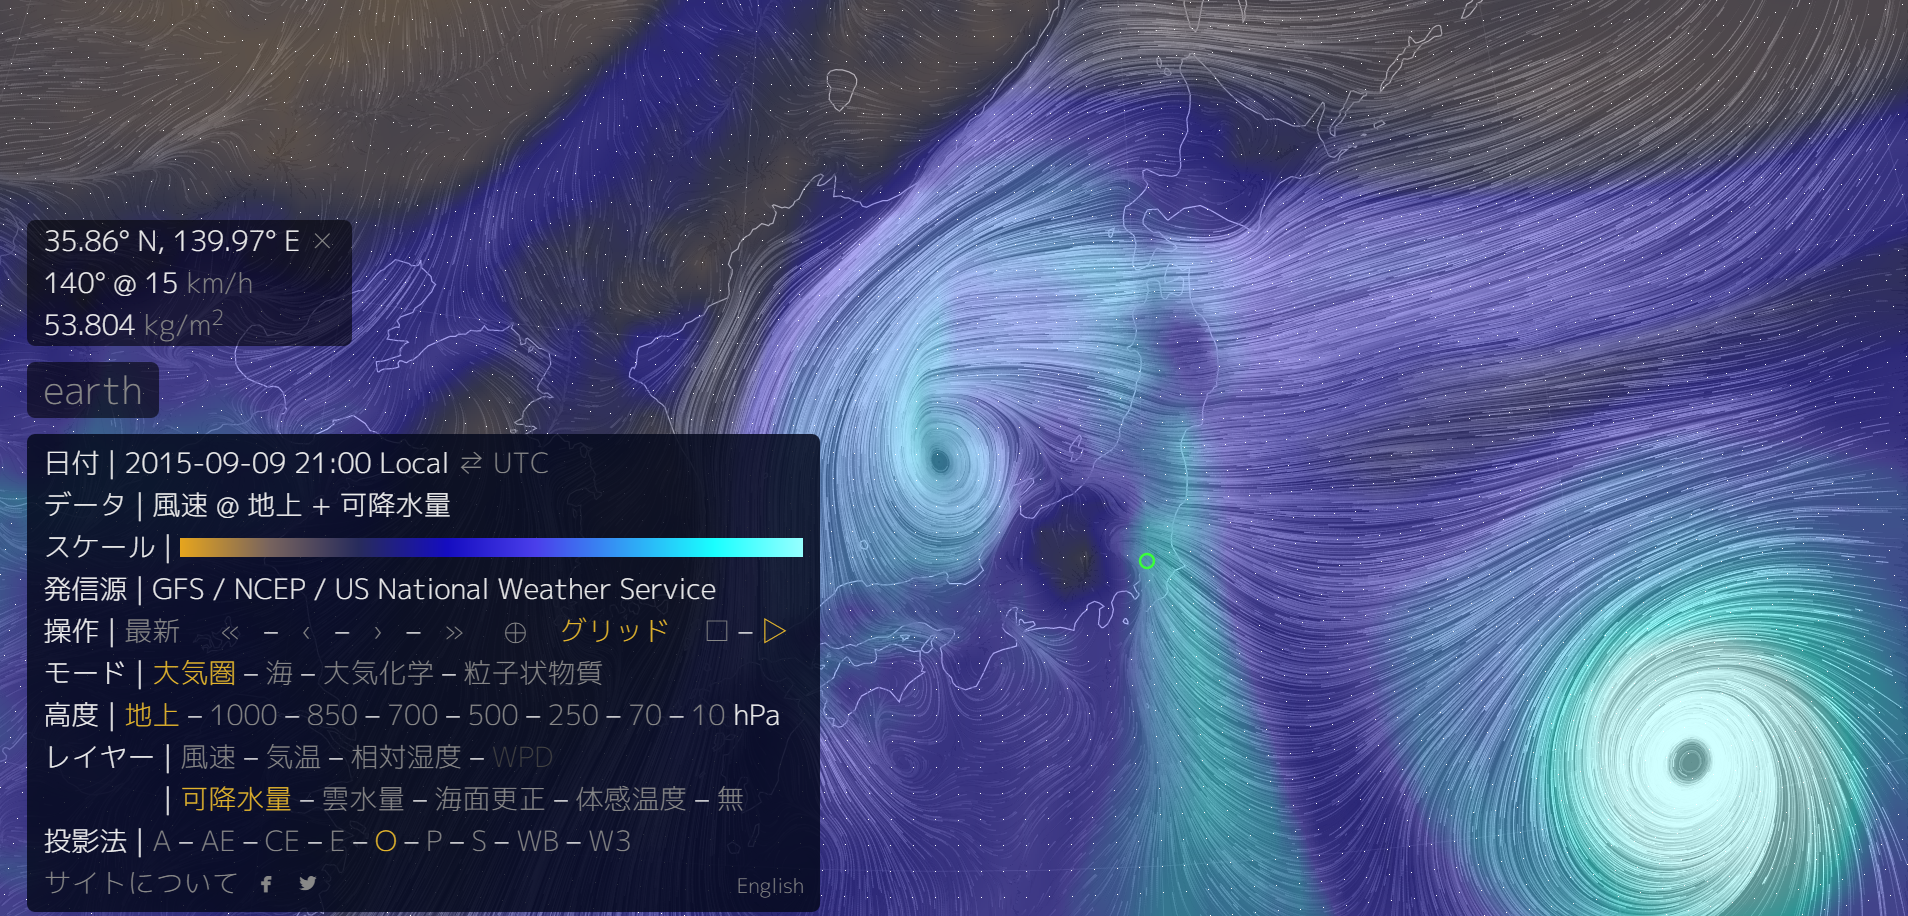 35.86° N, 139.97° E ×
140° @ 15 km/h
53.804 kg/m²
earth
日付 | 2015-09-09 21:00 Local ⇄ UTC
データ | 風速 @ 地上 + 可降水量
スケール |
発信源 | GFS / NCEP / US National Weather Service
操作 | 最新 « – ‹ – › – » ⊕ グリッド □ – ▷
モード | 大気圏 – 海 – 大気化学 – 粒子状物質
高度 | 地上 – 1000 – 850 – 700 – 500 – 250 – 70 – 10 hPa
レイヤー | 風速 – 気温 – 相対湿度 – WPD
| 可降水量 – 雲水量 – 海面更正 – 体感温度 – 無
投影法 | A – AE – CE – E – O – P – S – WB – W3
サイトについて f
English